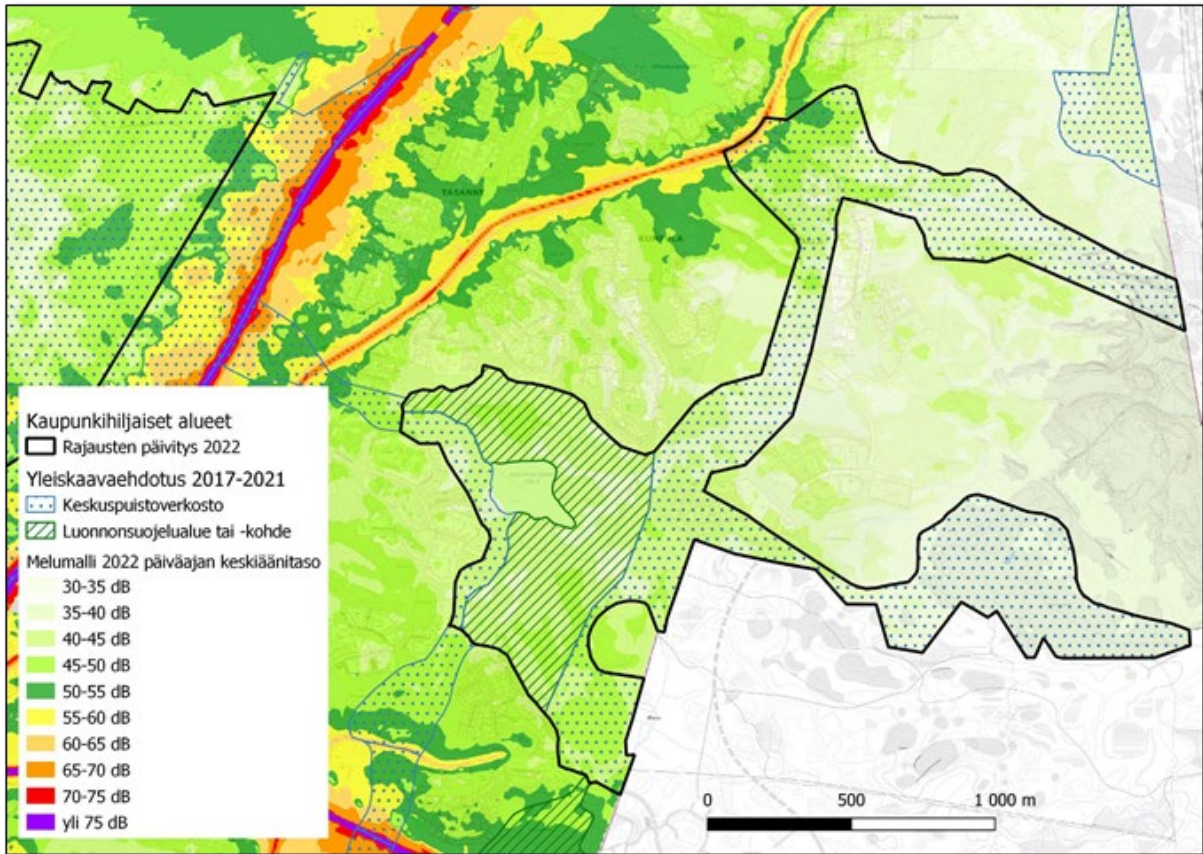 TASANNE
Kaupunkihiljaiset alueet
Rajausten päivitys 2022
Yleiskaavaehdotus 2017-2021
Keskuspuistoverkosto
Luonnonsuojelualue tai -kohde
Melumalli 2022 päiväajan keskiäänitaso
30-35 dB
35-40 dB
40-45 dB
45-50 dB
50-55 dB
55-60 dB
60-65 dB
65-70 dB
70-75 dB
yli 75 dB
0 500 1 000 m